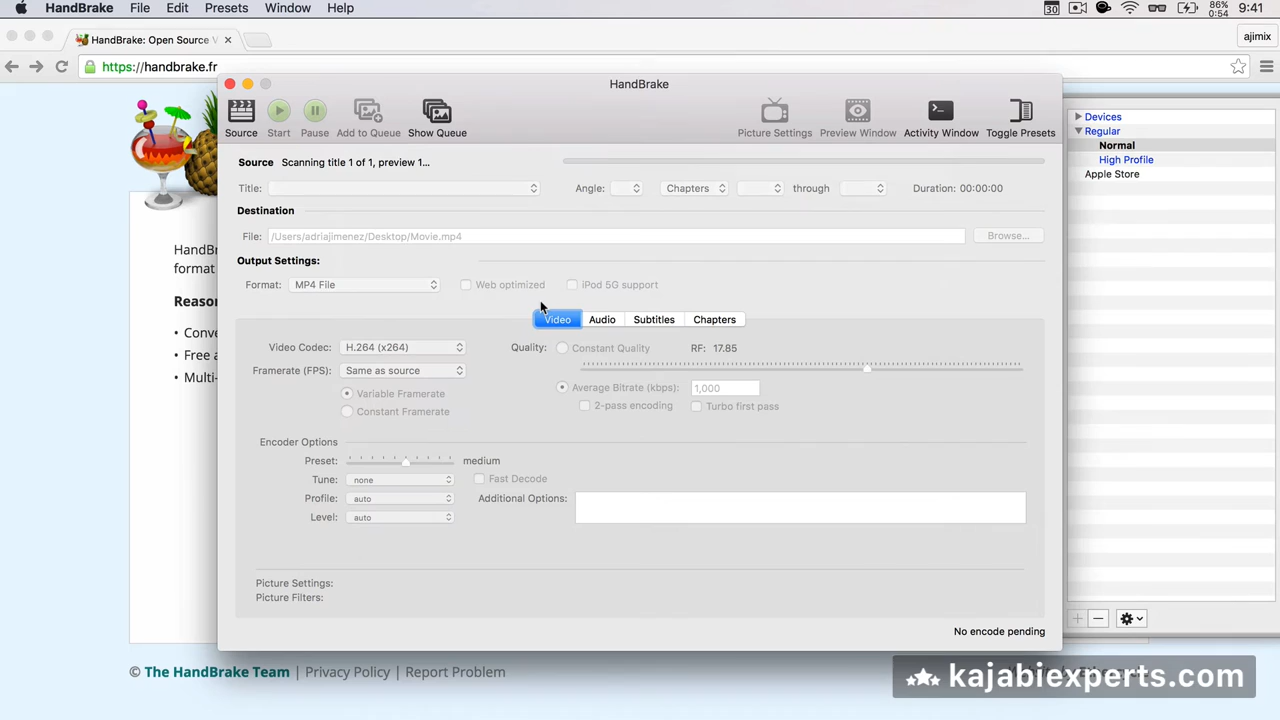 HandBrake File Edit Presets Window Help 30 86% 0:54 9:41
HandBrake: Open Source V ajimix
https://handbrake.fr
HandBrake
Source Start Pause Add to Queue Show Queue Picture Settings Preview Window Activity Window Toggle Presets
Source Scanning title 1 of 1, preview 1...
Title: Angle: Chapters through Duration: 00:00:00
Destination
File: /Users/adriajimenez/Desktop/Movie.mp4 Browse...
Output Settings:
Format: MP4 File Web optimized iPod 5G support
Video Audio Subtitles Chapters
Video Codec: H.264 (x264) Quality: Constant Quality RF: 17.85
Framerate (FPS): Same as source
Variable Framerate Average Bitrate (kbps): 1,000
Constant Framerate 2-pass encoding Turbo first pass
Encoder Options
Preset: medium
Tune: none Fast Decode
Profile: auto Additional Options:
Level: auto
Picture Settings:
Picture Filters:
No encode pending
Devices
Regular
Normal
High Profile
Apple Store
HandBr
format
Reaso
• Conve
• Free a
• Multi-
© The HandBrake Team | Privacy Policy | Report Problem
kajabiexperts.com